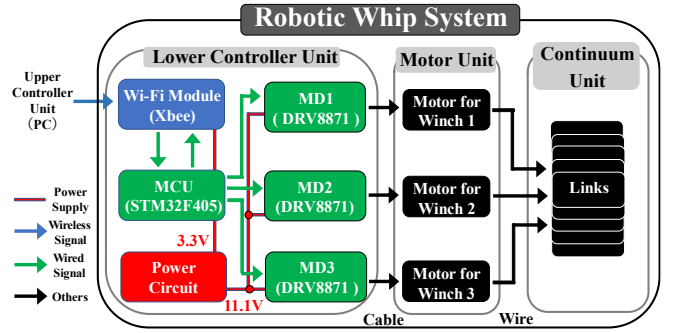 Robotic Whip System
Lower Controller Unit
Motor Unit
Continuum
Unit
Upper
Controller
Unit
(PC)
Wi-Fi Module
(Xbee)
MD1
( DRV8871 )
Motor for
Winch 1
MCU
(STM32F405)
MD2
(DRV8871)
Motor for
Winch 2
Links
Power
Supply
Wireless
Signal
Wired
Signal
Others
3.3V
Power
Circuit
11.1V
MD3
(DRV8871)
Motor for
Winch 3
Cable
Wire